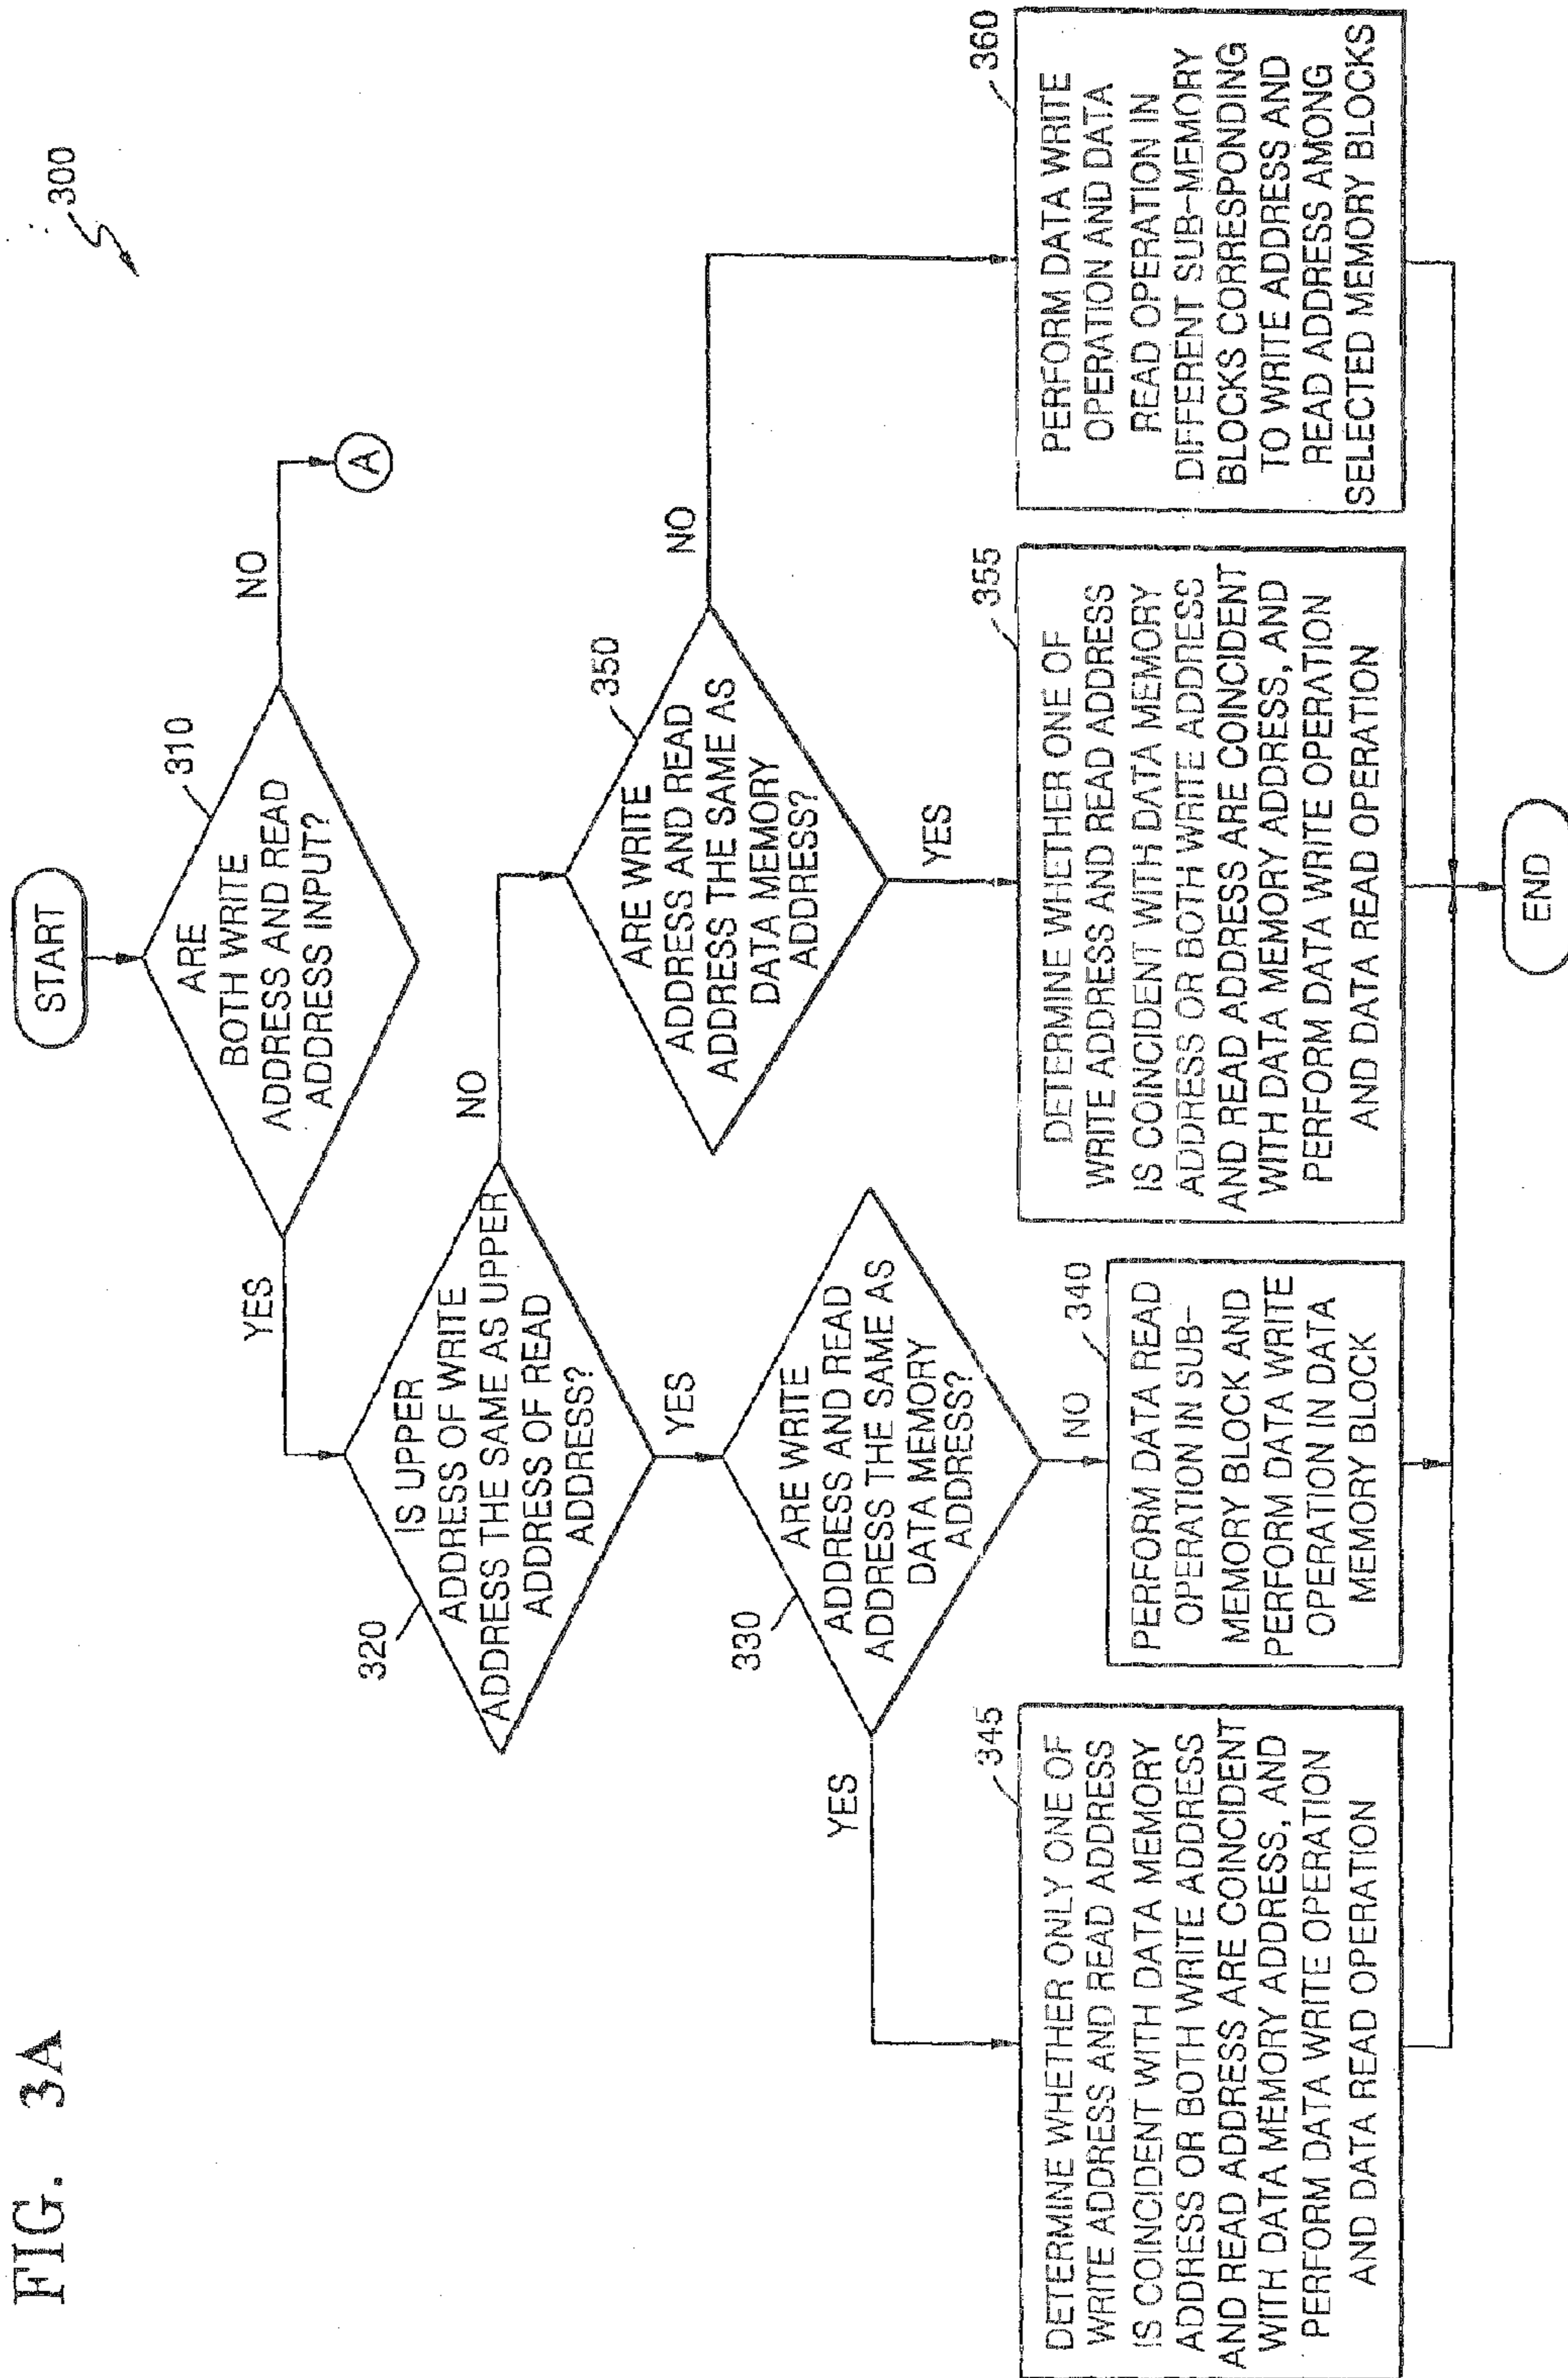 FIG. 3A
300
START
ARE
BOTH WRITE
ADDRESS AND READ
ADDRESS INPUT?
310
YES
NO
A
IS UPPER
ADDRESS OF WRITE
ADDRESS THE SAME AS UPPER
ADDRESS OF READ
ADDRESS?
320
NO
YES
ARE WRITE
ADDRESS AND READ
ADDRESS THE SAME AS
DATA MEMORY
ADDRESS?
330
YES
NO
ARE WRITE
ADDRESS AND READ
ADDRESS THE SAME AS
DATA MEMORY
ADDRESS?
350
NO
YES
345
DETERMINE WHETHER ONLY ONE OF
WRITE ADDRESS AND READ ADDRESS
IS COINCIDENT WITH DATA MEMORY
ADDRESS OR BOTH WRITE ADDRESS
AND READ ADDRESS ARE COINCIDENT
WITH DATA MEMORY ADDRESS, AND
PERFORM DATA WRITE OPERATION
AND DATA READ OPERATION
340
PERFORM DATA READ
OPERATION IN SUB-
MEMORY BLOCK AND
PERFORM DATA WRITE
OPERATION IN DATA
MEMORY BLOCK
355
DETERMINE WHETHER ONE OF
WRITE ADDRESS AND READ ADDRESS
IS COINCIDENT WITH DATA MEMORY
ADDRESS OR BOTH WRITE ADDRESS
AND READ ADDRESS ARE COINCIDENT
WITH DATA MEMORY ADDRESS, AND
PERFORM DATA WRITE OPERATION
AND DATA READ OPERATION
360
PERFORM DATA WRITE
OPERATION AND DATA
READ OPERATION IN
DIFFERENT SUB-MEMORY
BLOCKS CORRESPONDING
TO WRITE ADDRESS AND
READ ADDRESS AMONG
SELECTED MEMORY BLOCKS
END